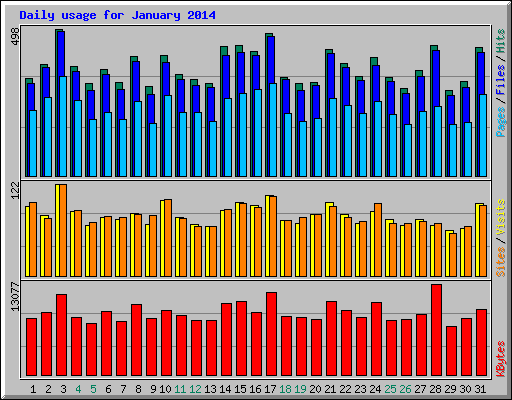 Daily usage for January 2014
498
Pages / Files / Hits
122
Sites / Visits
13077
KBytes
1 2 3 4 5 6 7 8 9 10 11 12 13 14 15 16 17 18 19 20 21 22 23 24 25 26 27 28 29 30 31